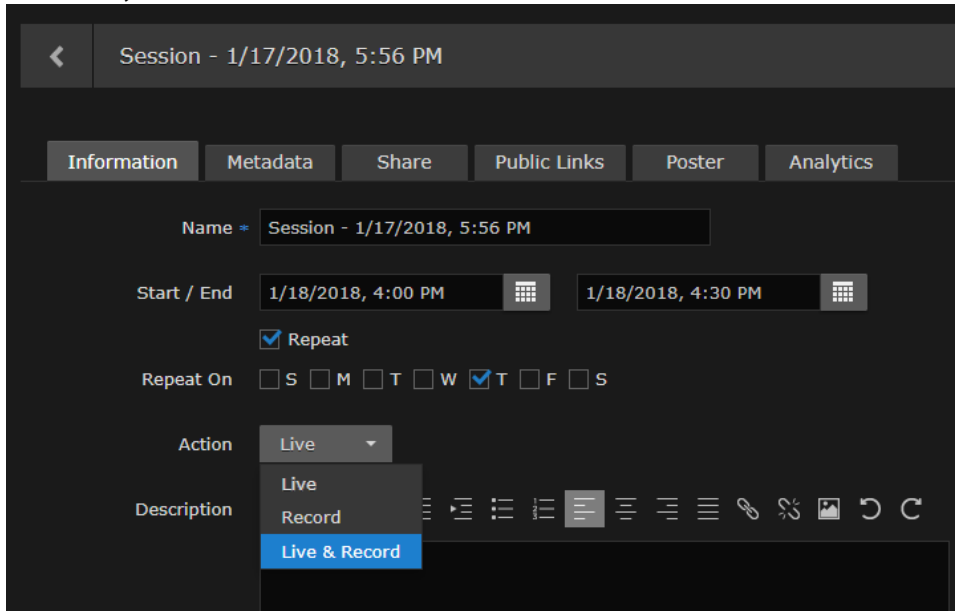 Session - 1/17/2018, 5:56 PM
Information Metadata Share Public Links Poster Analytics
Name * Session - 1/17/2018, 5:56 PM
Start / End 1/18/2018, 4:00 PM 1/18/2018, 4:30 PM
Repeat
Repeat On S M T W T F S
Action Live
Live
Description
Record
Live & Record